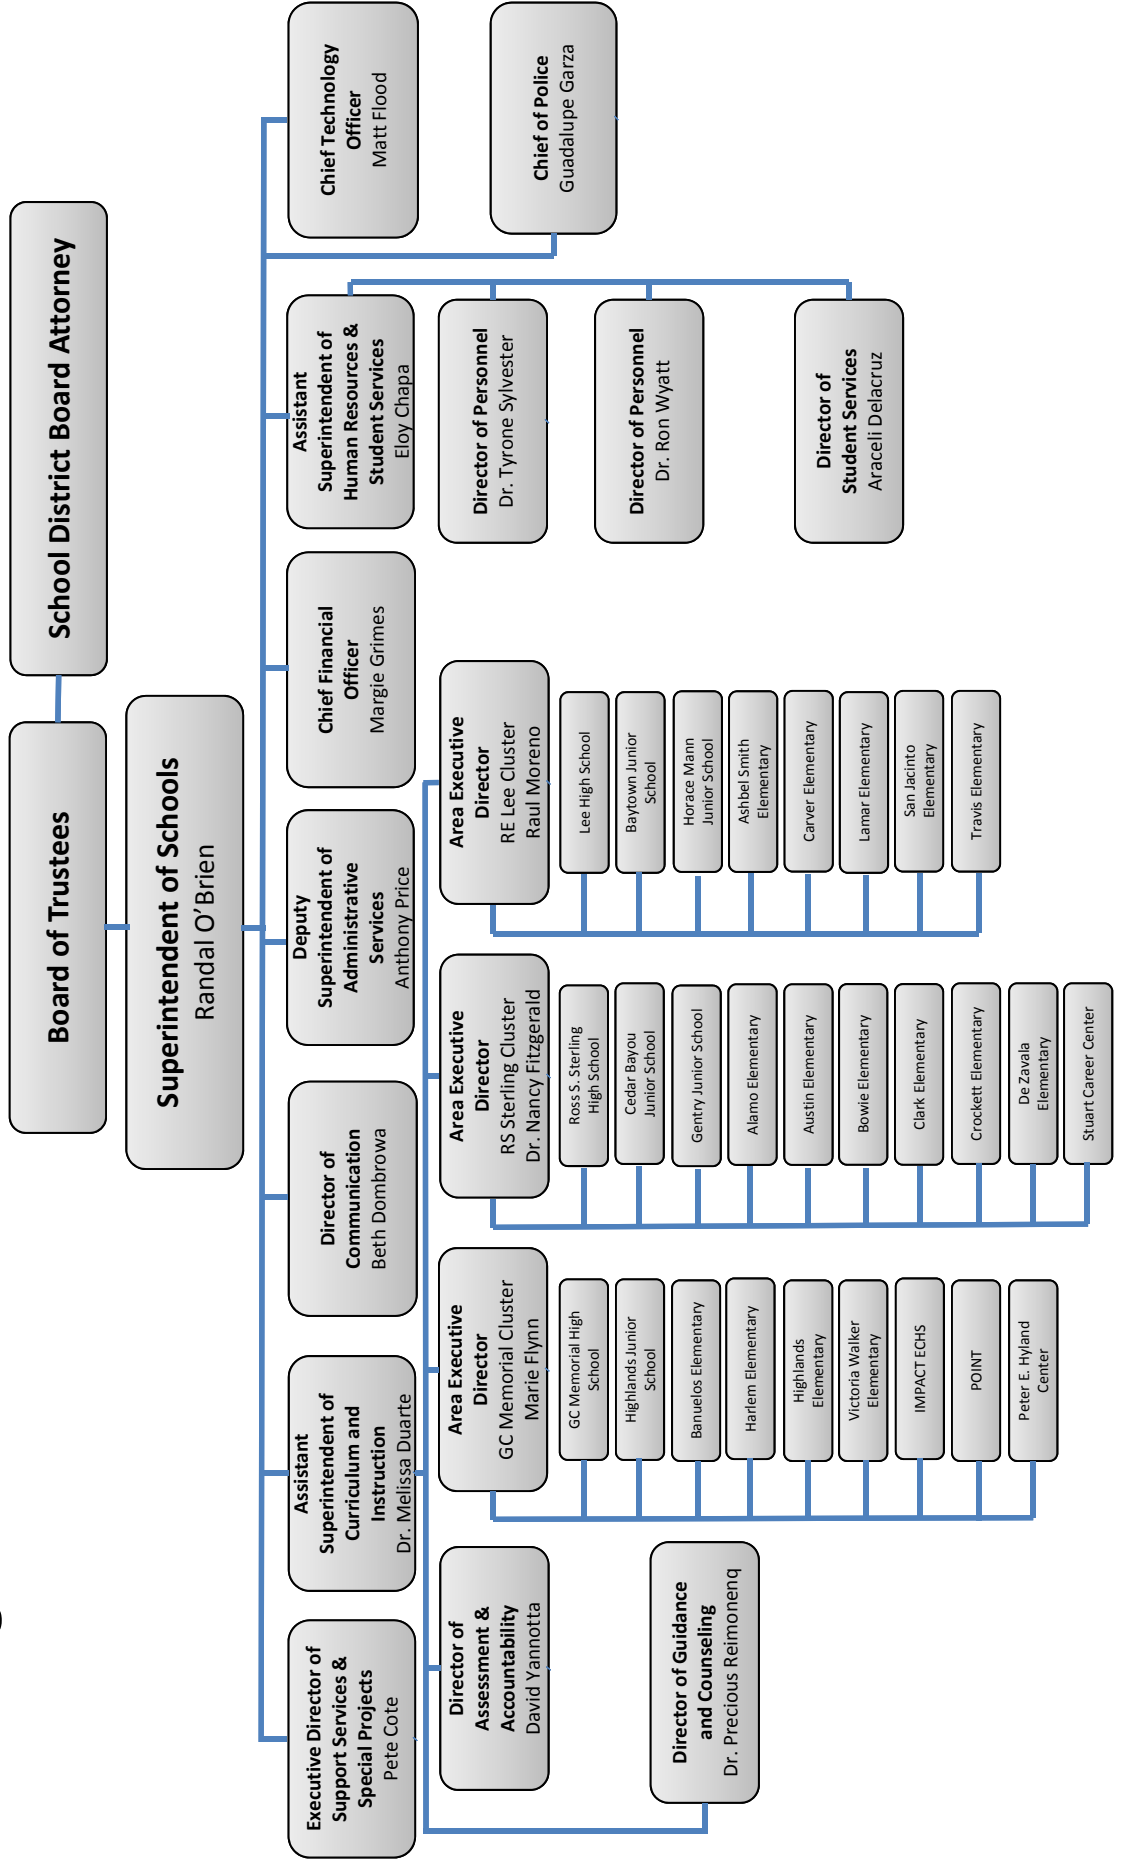 School District Board Attorney
Board of Trustees
Superintendent of Schools
Randal O’Brien
Executive Director of
Support Services &
Special Projects
Pete Cote
Assistant
Superintendent of
Curriculum and
Instruction
Dr. Melissa Duarte
Director of
Communication
Beth Dombrowa
Deputy
Superintendent of
Administrative
Services
Anthony Price
Chief Financial
Officer
Margie Grimes
Assistant
Superintendent of
Human Resources &
Student Services
Eloy Chapa
Chief Technology
Officer
Matt Flood
Chief of Police
Guadalupe Garza
Director of Personnel
Dr. Tyrone Sylvester
Director of Personnel
Dr. Ron Wyatt
Director of
Student Services
Araceli Delacruz
Director of
Assessment &
Accountability
David Yannotta
Director of Guidance
and Counseling
Dr. Precious Reimonenq
Area Executive
Director
GC Memorial Cluster
Marie Flynn
GC Memorial High
School
Highlands Junior
School
Banuelos Elementary
Harlem Elementary
Highlands
Elementary
Victoria Walker
Elementary
IMPACT ECHS
POINT
Peter E. Hyland
Center
Area Executive
Director
RS Sterling Cluster
Dr. Nancy Fitzgerald
Ross S. Sterling
High School
Cedar Bayou
Junior School
Gentry Junior School
Alamo Elementary
Austin Elementary
Bowie Elementary
Clark Elementary
Crockett Elementary
De Zavala
Elementary
Stuart Career Center
Area Executive
Director
RE Lee Cluster
Raul Moreno
Lee High School
Baytown Junior
School
Horace Mann
Junior School
Ashbel Smith
Elementary
Carver Elementary
Lamar Elementary
San Jacinto
Elementary
Travis Elementary